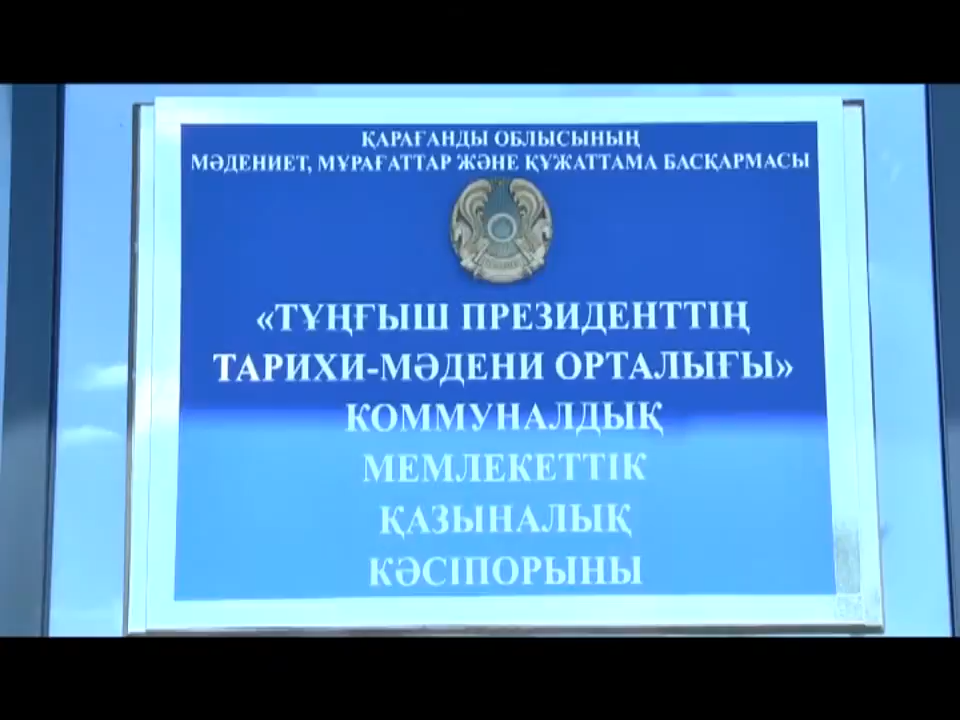 ҚАРАҒАНДЫ ОБЛЫСЫНЫҢ
МӘДЕНИЕТ, МҰРАҒАТТАР ЖӘНЕ ҚҰЖАТТАМА БАСҚАРМАСЫ
«ТҰҢҒЫШ ПРЕЗИДЕНТТІҢ
ТАРИХИ-МӘДЕНИ ОРТАЛЫҒЫ»
КОММУНАЛДЫҚ
МЕМЛЕКЕТТІК
ҚАЗЫНАЛЫҚ
КӘСІПОРЫНЫ